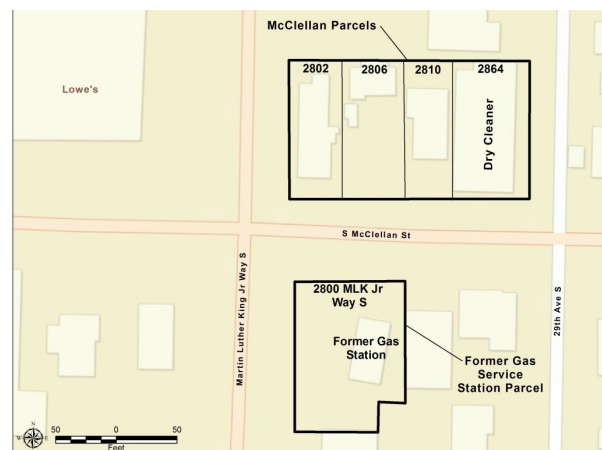 McClellan Parcels
2802
2806
2810
2864
Lowe's
Dry Cleaner
S McClellan St
Martin Luther King Jr Way S
29th Ave S
2800 MLK Jr
Way S
Former Gas
Station
Former Gas
Service
Station Parcel
N
W
E
S
50
0
50
Feet